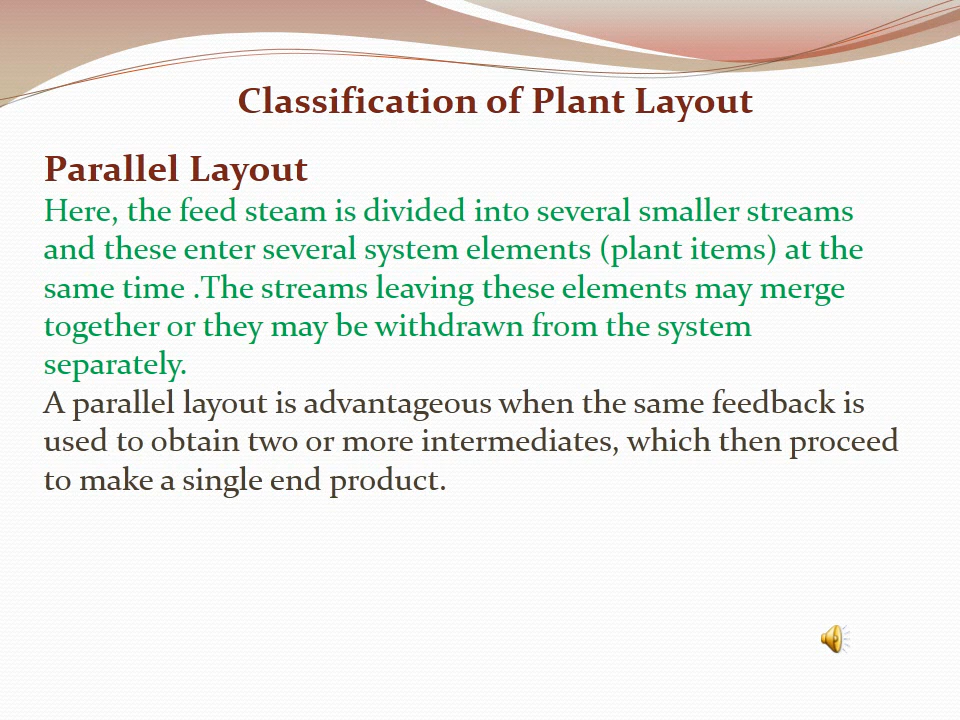 Classification of Plant Layout
Parallel Layout
Here, the feed steam is divided into several smaller streams
and these enter several system elements (plant items) at the
same time .The streams leaving these elements may merge
together or they may be withdrawn from the system
separately.
A parallel layout is advantageous when the same feedback is
used to obtain two or more intermediates, which then proceed
to make a single end product.